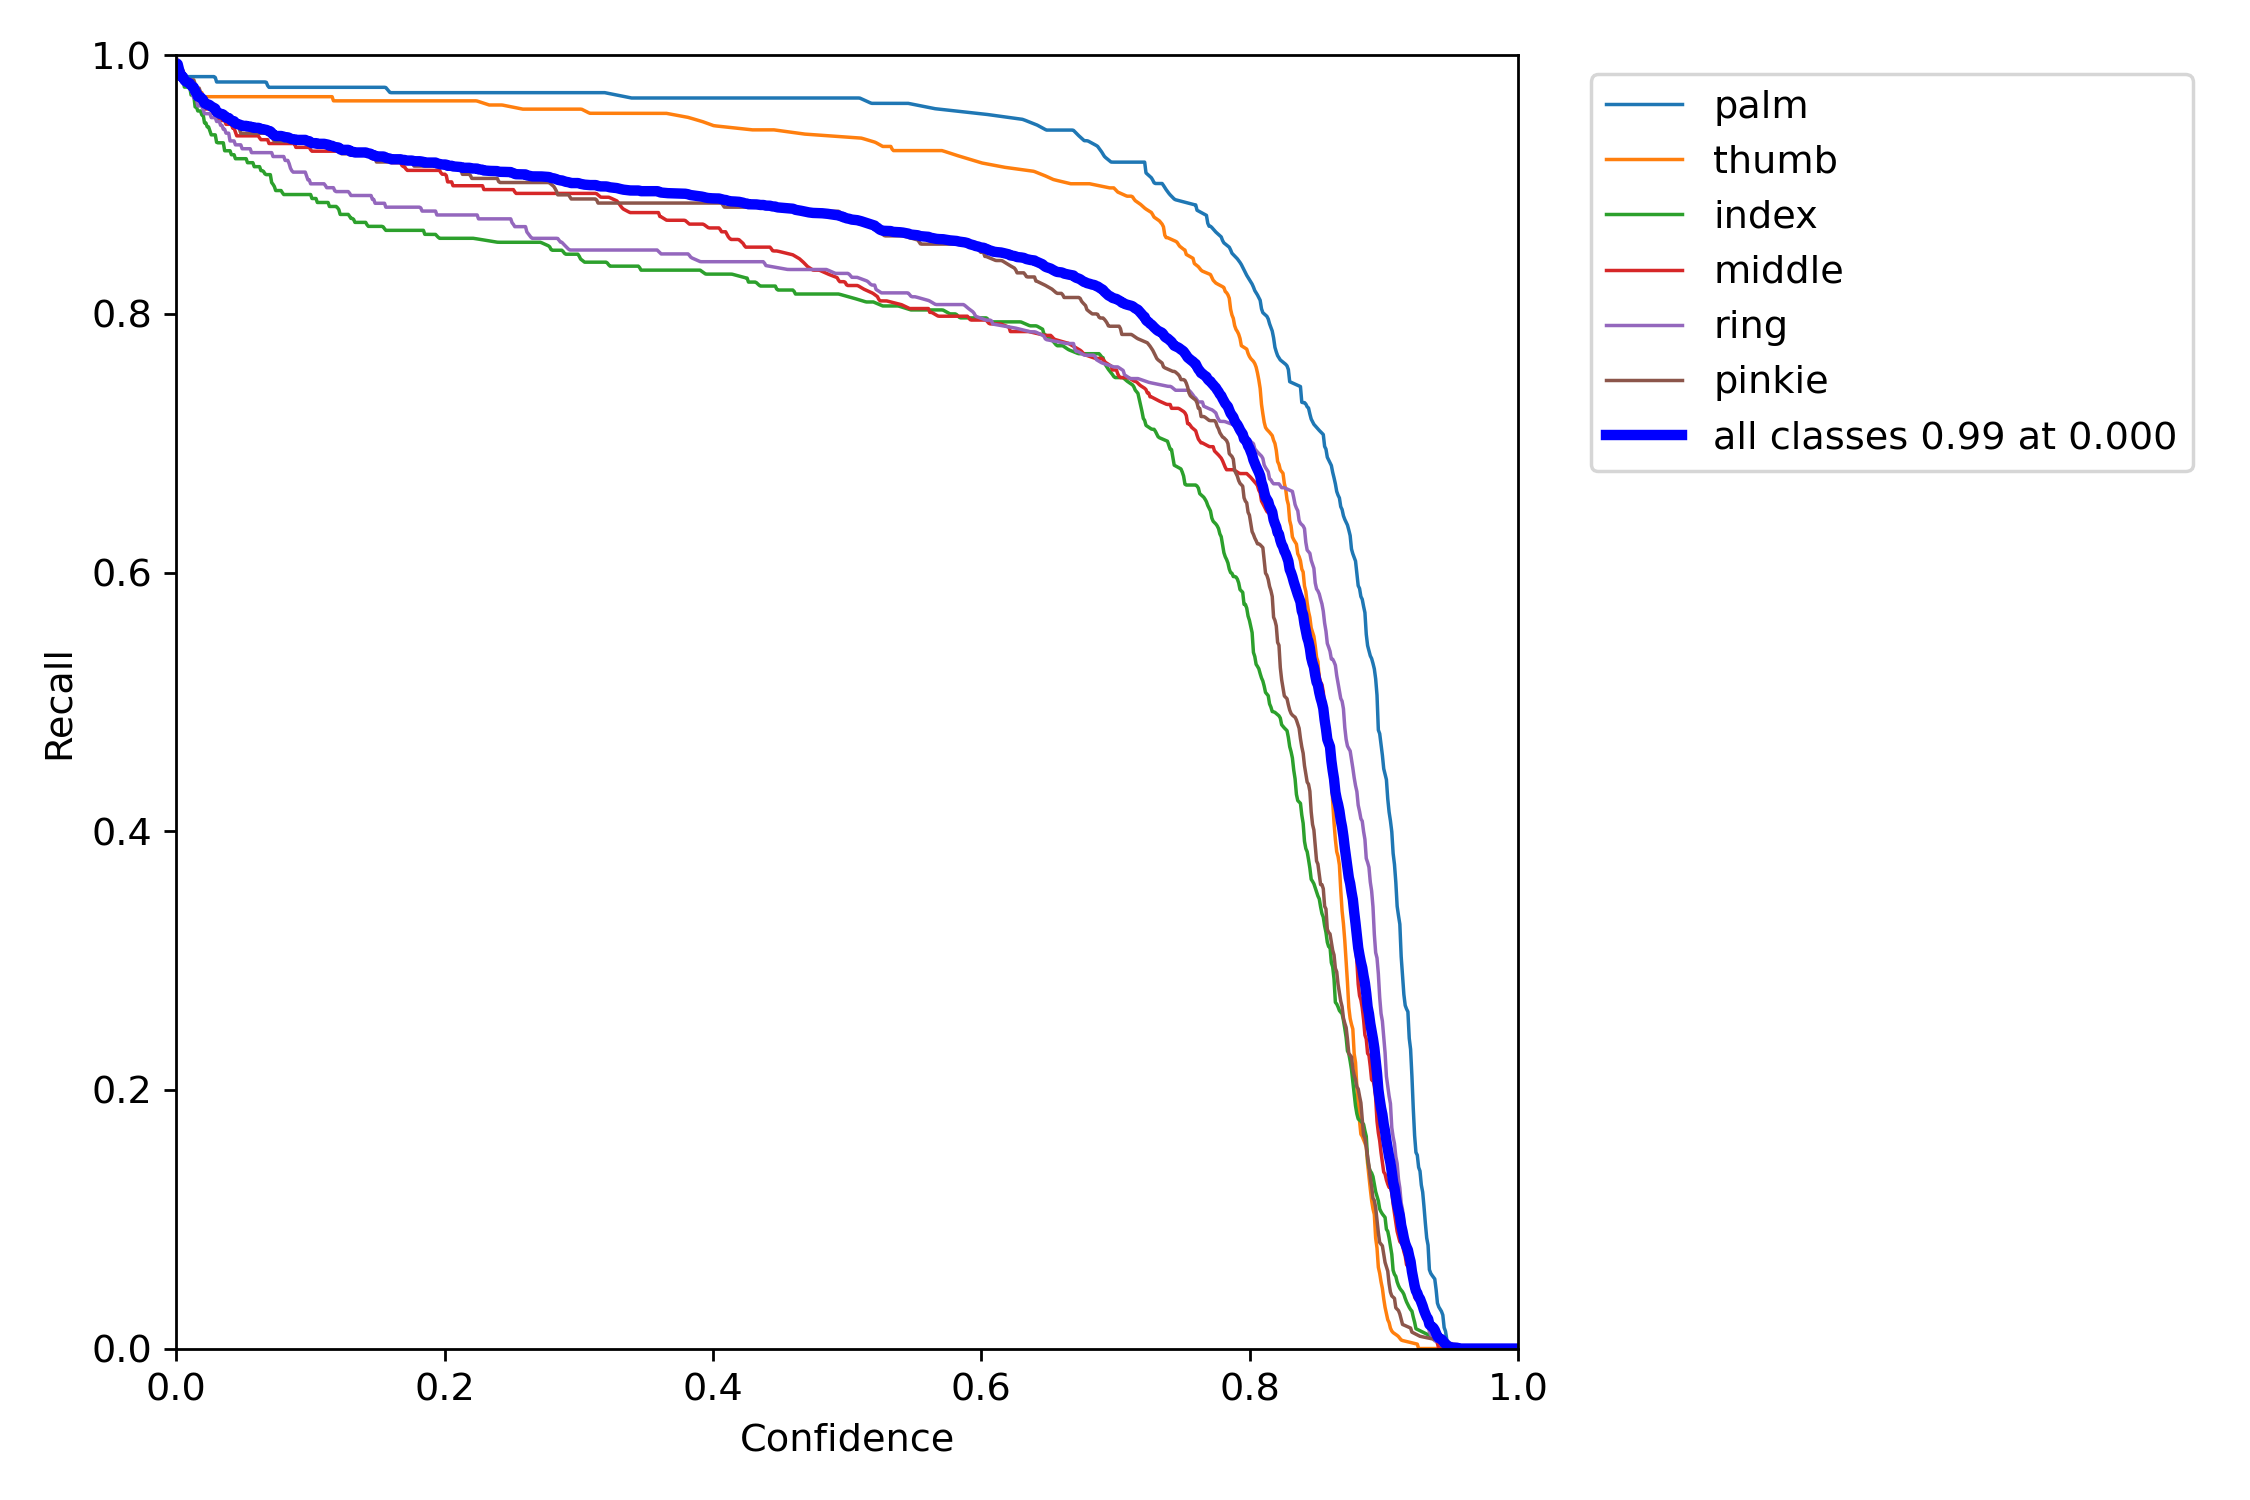 1.0
0.8
0.6
0.4
0.2
0.0
Recall
0.0 0.2 0.4 0.6 0.8 1.0
Confidence
palm
thumb
index
middle
ring
pinkie
all classes 0.99 at 0.000